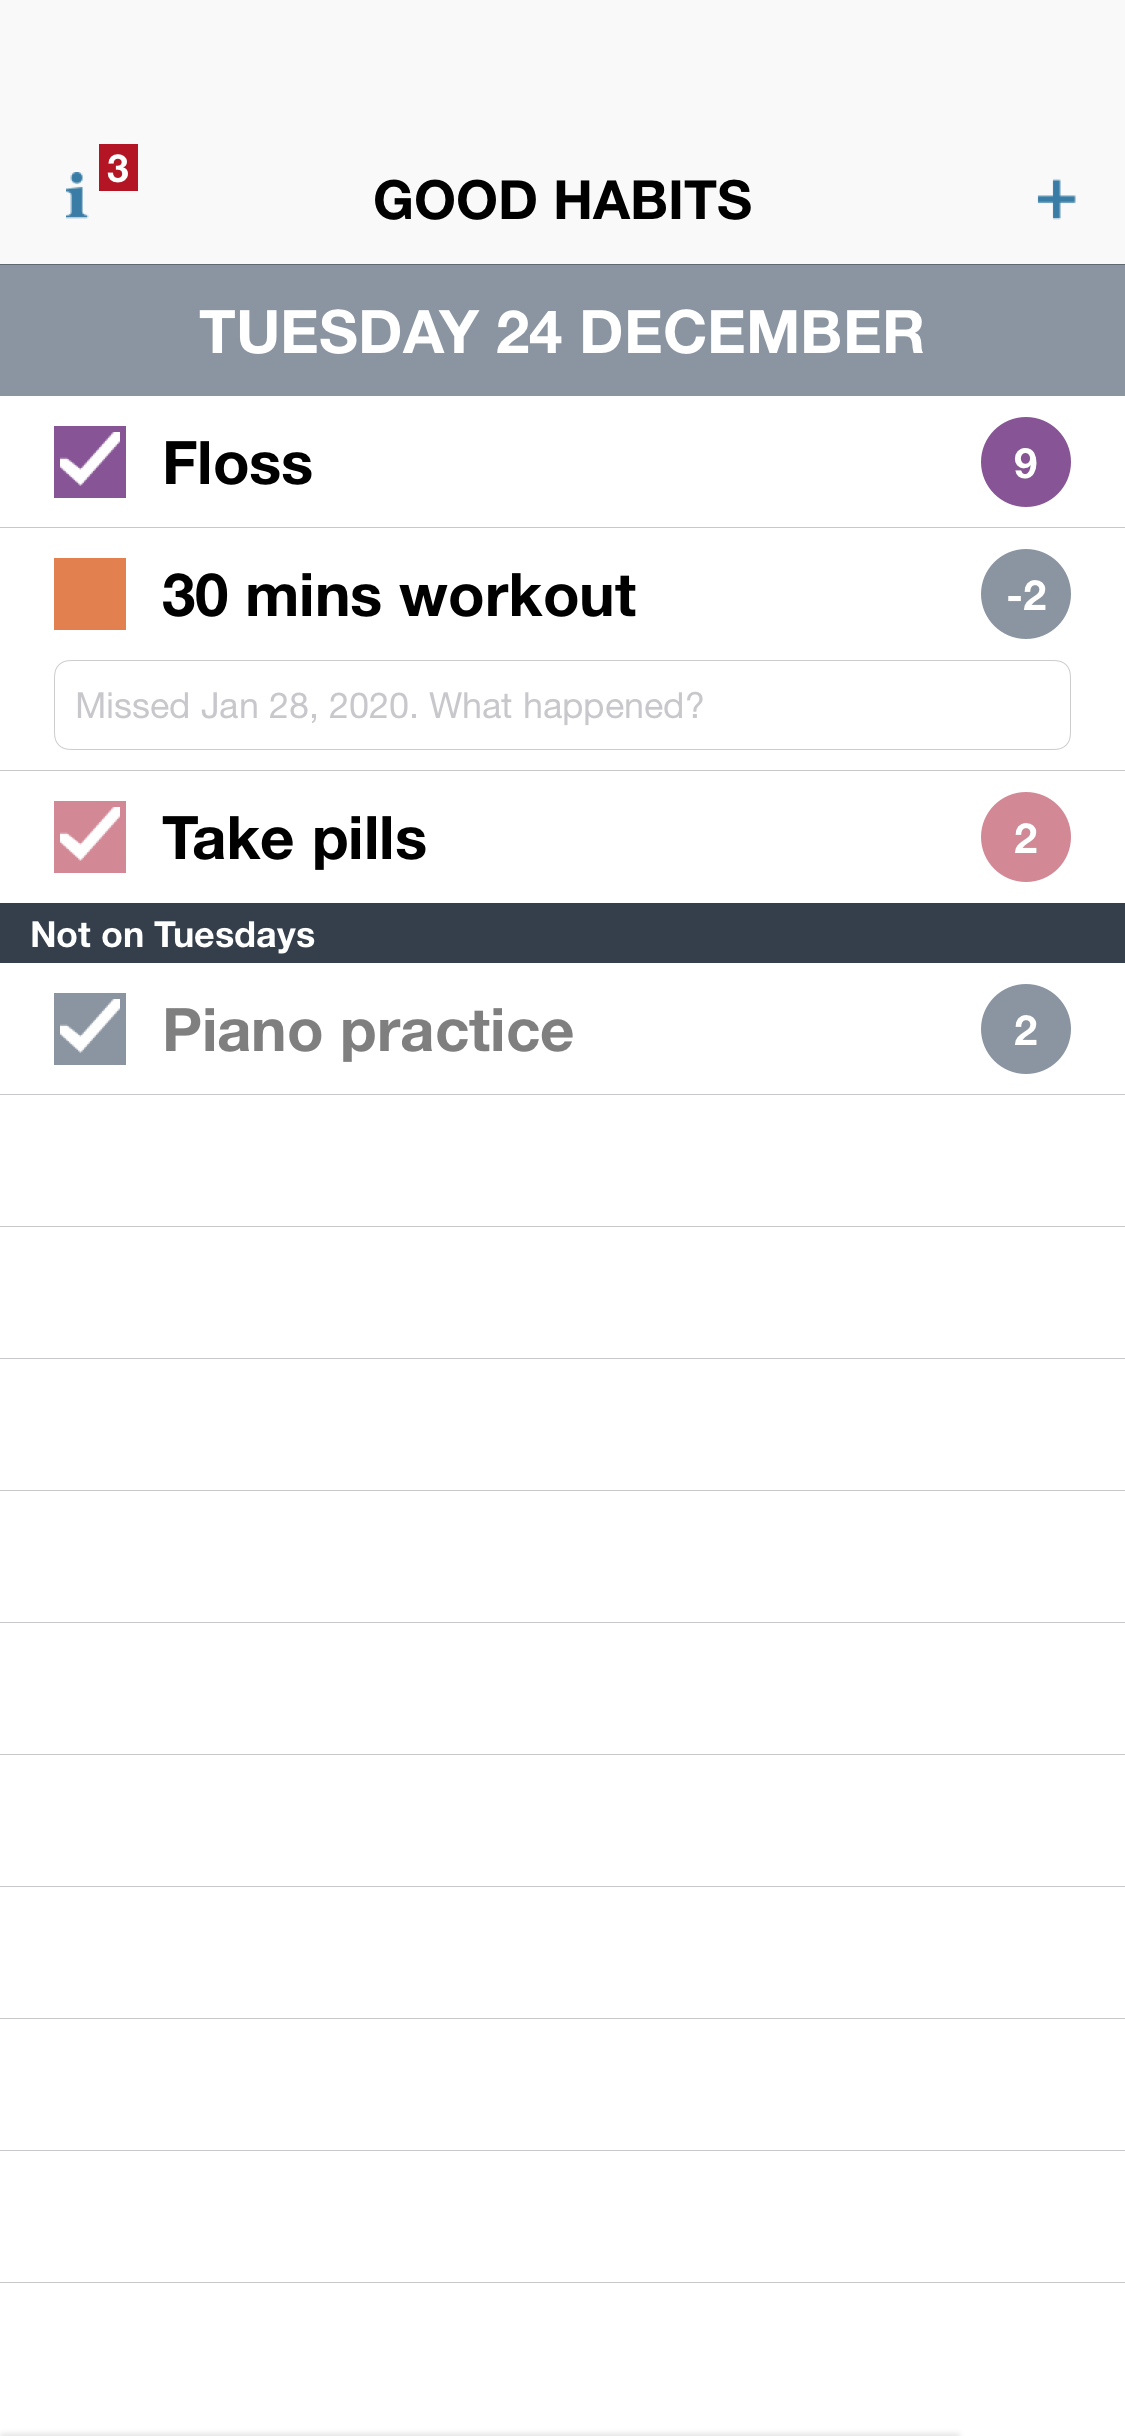 i 3
GOOD HABITS
+
TUESDAY 24 DECEMBER
Floss 9
30 mins workout -2
Missed Jan 28, 2020. What happened?
Take pills 2
Not on Tuesdays
Piano practice 2